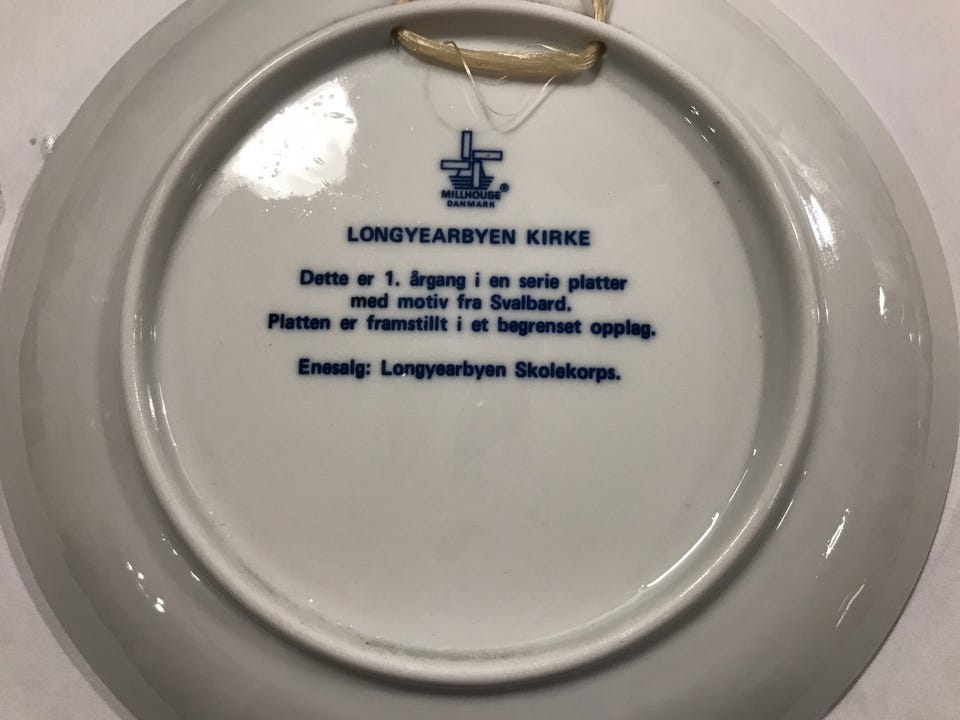 MILLHOUSE®
DANMARK
LONGYEARBYEN KIRKE
Dette er 1. årgang i en serie platter
med motiv fra Svalbard.
Platten er framstillt i et begrenset opplag.
Enesalg: Longyearbyen Skolekorps.